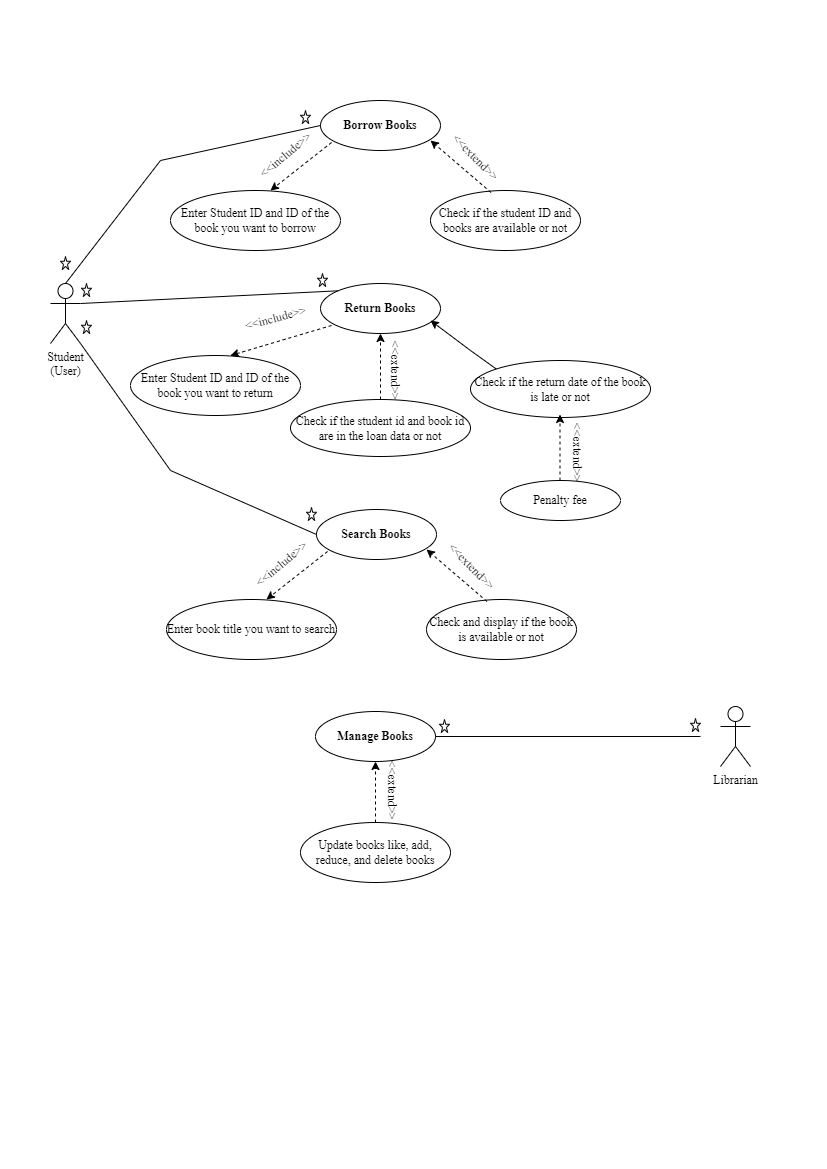 Borrow Books
<<include>>
<<extend>>
Enter Student ID and ID of the
book you want to borrow
Check if the student ID and
books are available or not
Student
(User)
Return Books
<<include>>
<<extend>>
Enter Student ID and ID of the
book you want to return
Check if the return date of the book
is late or not
Check if the student id and book id
are in the loan data or not
<<extend>>
Penalty fee
Search Books
<<include>>
<<extend>>
Enter book title you want to search
Check and display if the book
is available or not
Manage Books
Librarian
<<extend>>
Update books like, add,
reduce, and delete books